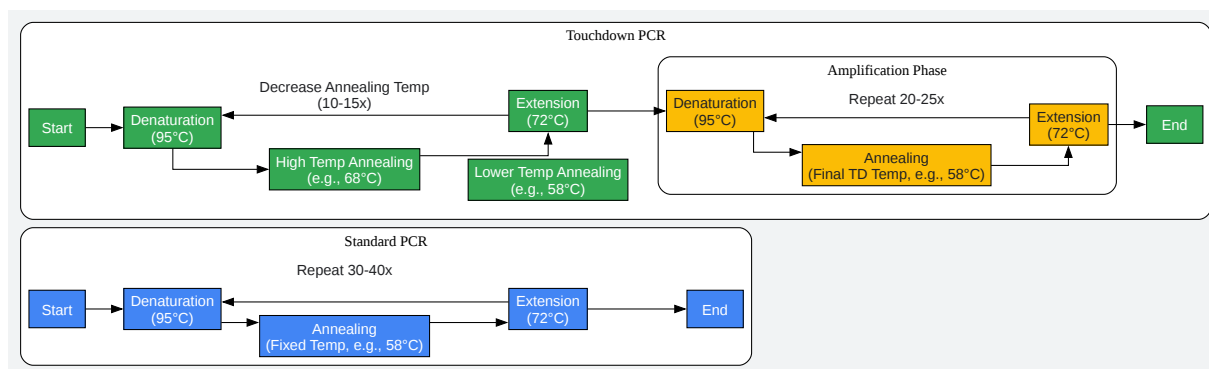 Touchdown PCR
Amplification Phase
Decrease Annealing Temp
(10-15x)
Repeat 20-25x
Start
Denaturation
(95°C)
High Temp Annealing
(e.g., 68°C)
Extension
(72°C)
Lower Temp Annealing
(e.g., 58°C)
Denaturation
(95°C)
Annealing
(Final TD Temp, e.g., 58°C)
Extension
(72°C)
End
Standard PCR
Repeat 30-40x
Start
Denaturation
(95°C)
Annealing
(Fixed Temp, e.g., 58°C)
Extension
(72°C)
End